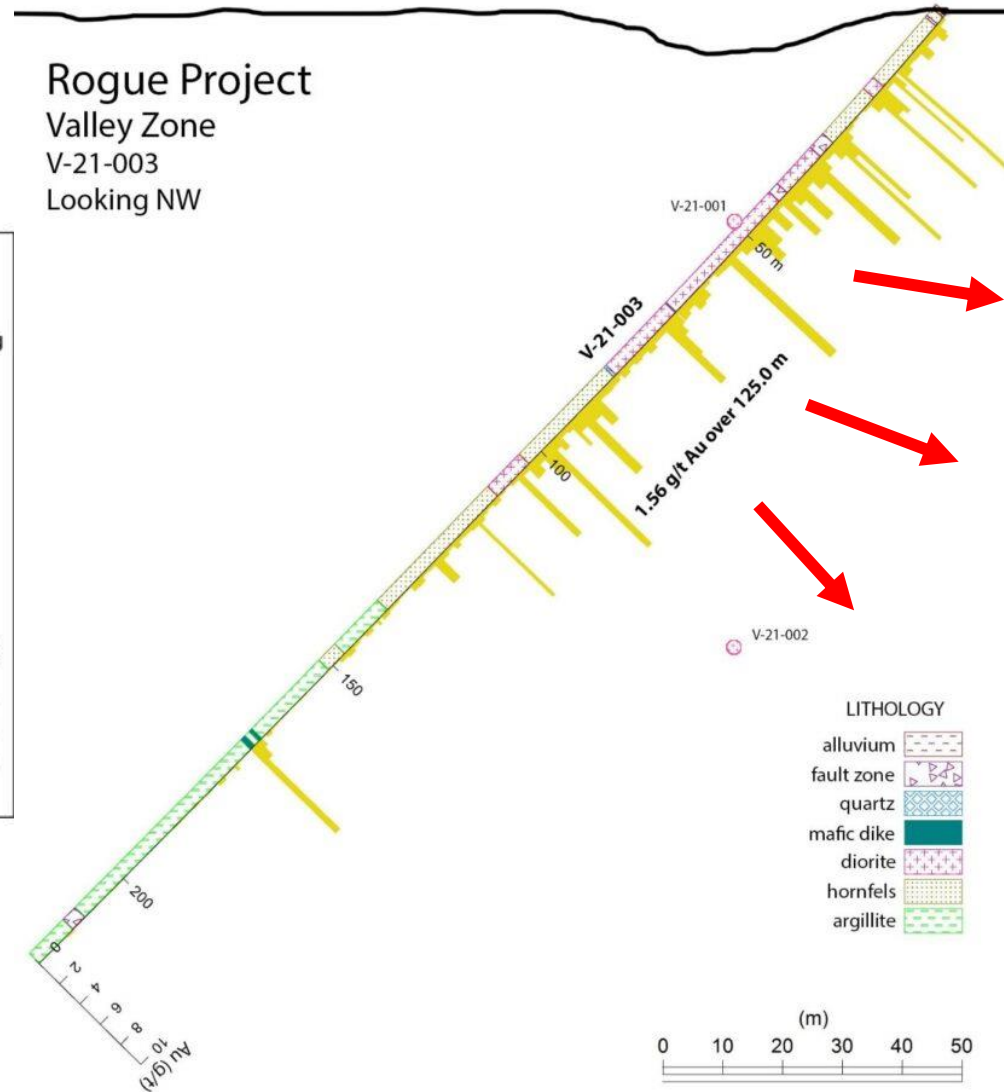 Rogue Project
Valley Zone
V-21-003
Looking NW
g
V-21-001
50 m
V-21-003
1.56 g/t Au over 125.0 m
100
V-21-002
150
200
0
2
4
6
8
10
Au (g/t)
LITHOLOGY
alluvium
fault zone
quartz
mafic dike
diorite
hornfels
argillite
(m)
0 10 20 30 40 50